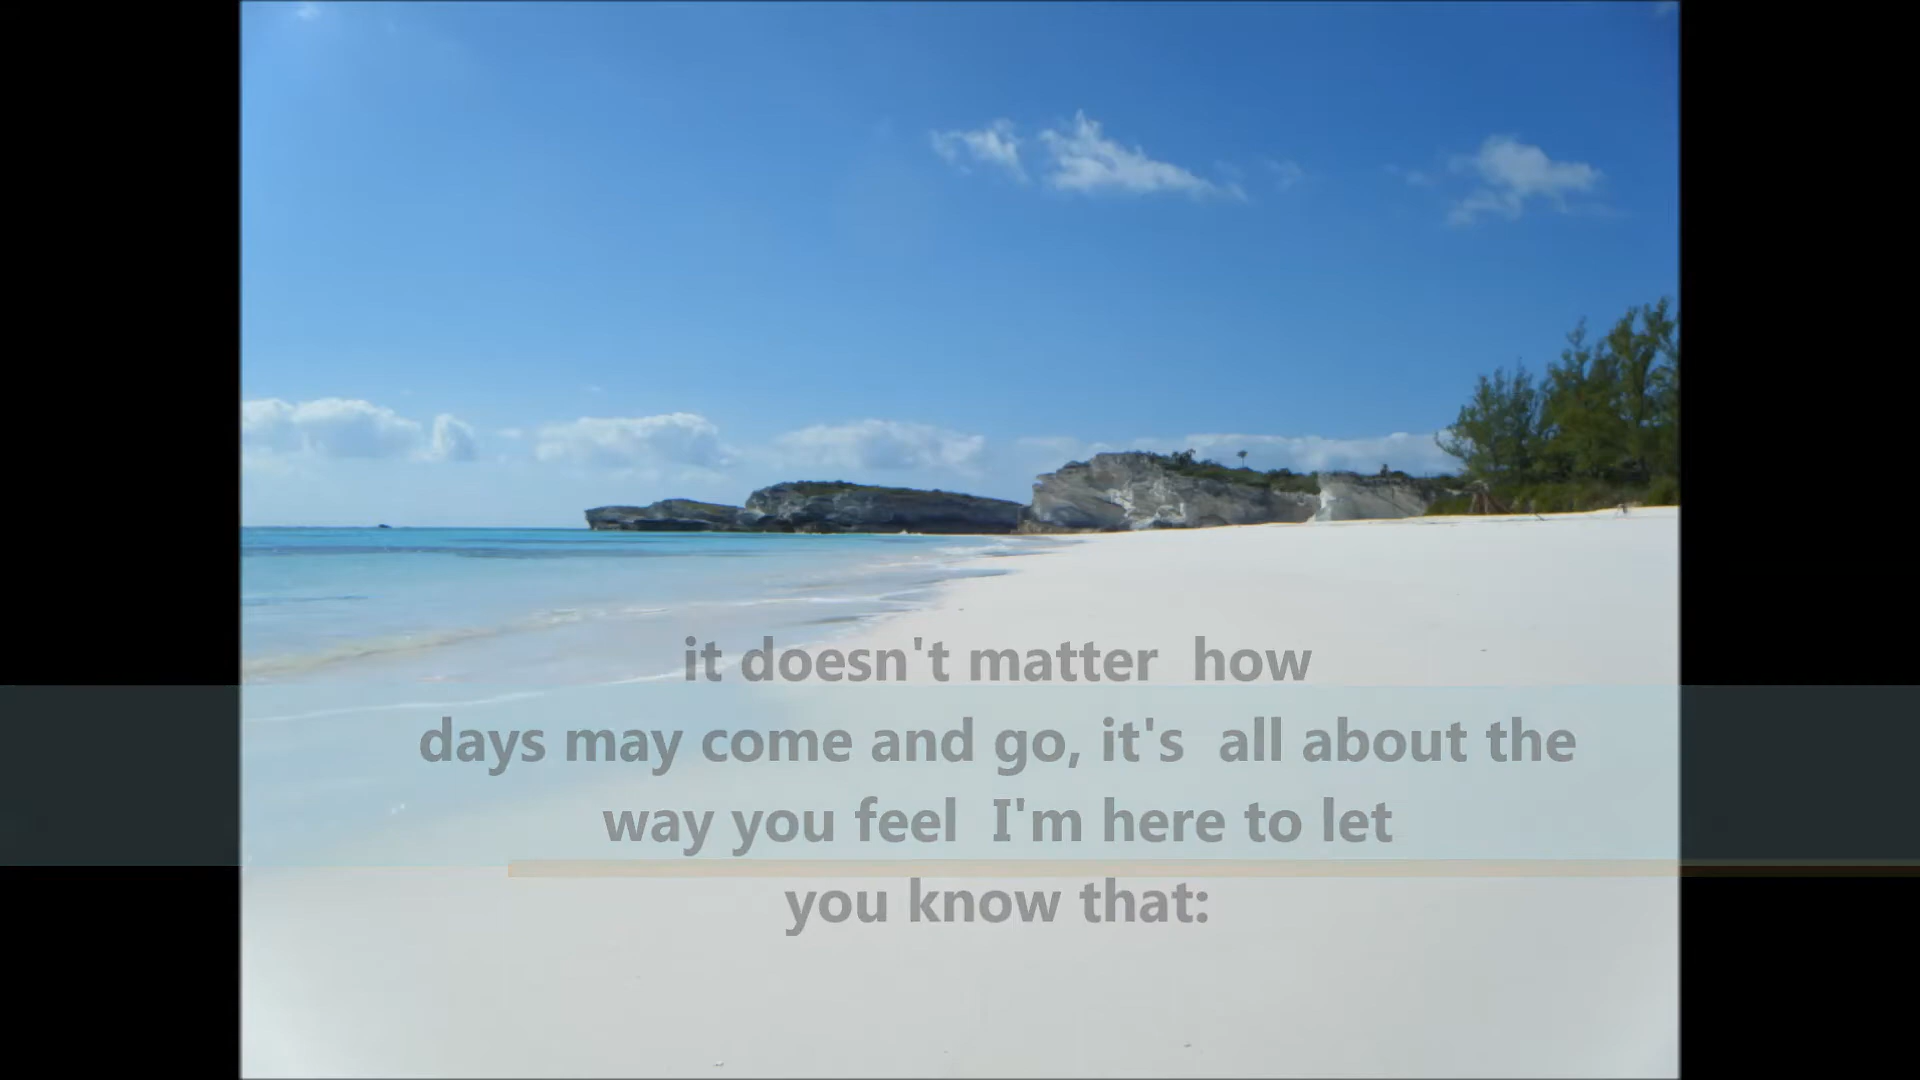 it doesn't matter  how
days may come and go, it's  all about the
way you feel  I'm here to let
you know that: